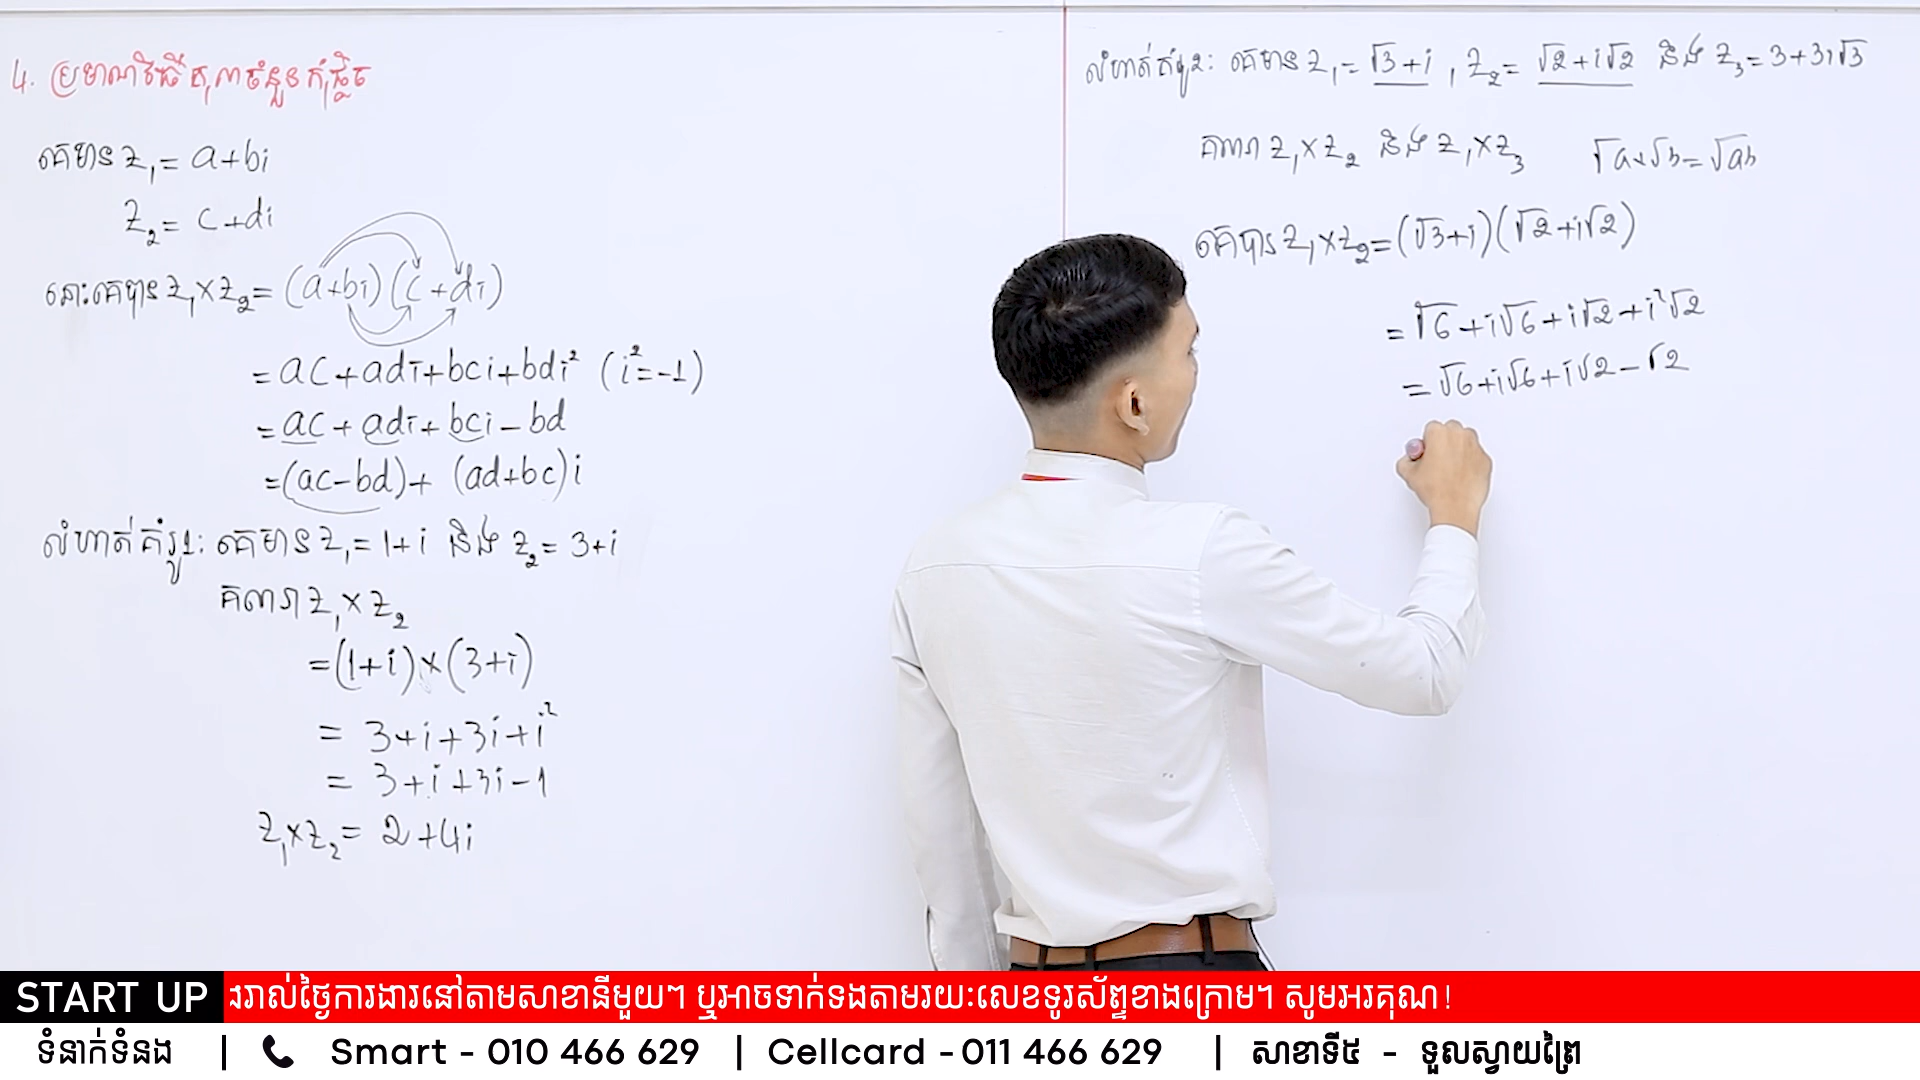 4. ប្រមាណវិធីគុណចំនួនកុំផ្លិច
គេមាន z₁ = a+bi
z₂ = c+di
នោះគេបាន z₁×z₂ = (a+bi)(c+di)
= ac+adi+bci+bdi² (i²=-1)
= ac+adi+bci-bd
=(ac-bd)+(ad+bc)i
លំហាត់គំរូ1: គេមាន z₁= 1+i និង z₂= 3+i
គណនា z₁×z₂
=(1+i)×(3+i)
= 3+i+3i+i²
= 3+i+3i-1
z₁×z₂= 2+4i
លំហាត់គំរូ2: គេមាន z₁= √3+i , z₂= √2+i√2 និង z₃=3+3i√3
គណនា z₁×z₂ និង z₁×z₃ √a×√b=√ab
គេបាន z₁×z₂=(√3+i)(√2+i√2)
= √6+i√6+i√2+i²√2
= √6+i√6+i√2-√2
START UP ងរាល់ថ្ងៃការងារនៅតាមសាខានីមួយៗ ឬអាចទាក់ទងតាមរយៈលេខទូរស័ព្ទខាងក្រោម។ សូមអរគុណ!
ទំនាក់ទំនង | Smart - 010 466 629 | Cellcard - 011 466 629 | សាខាទី៥ - ទួលស្វាយព្រៃ